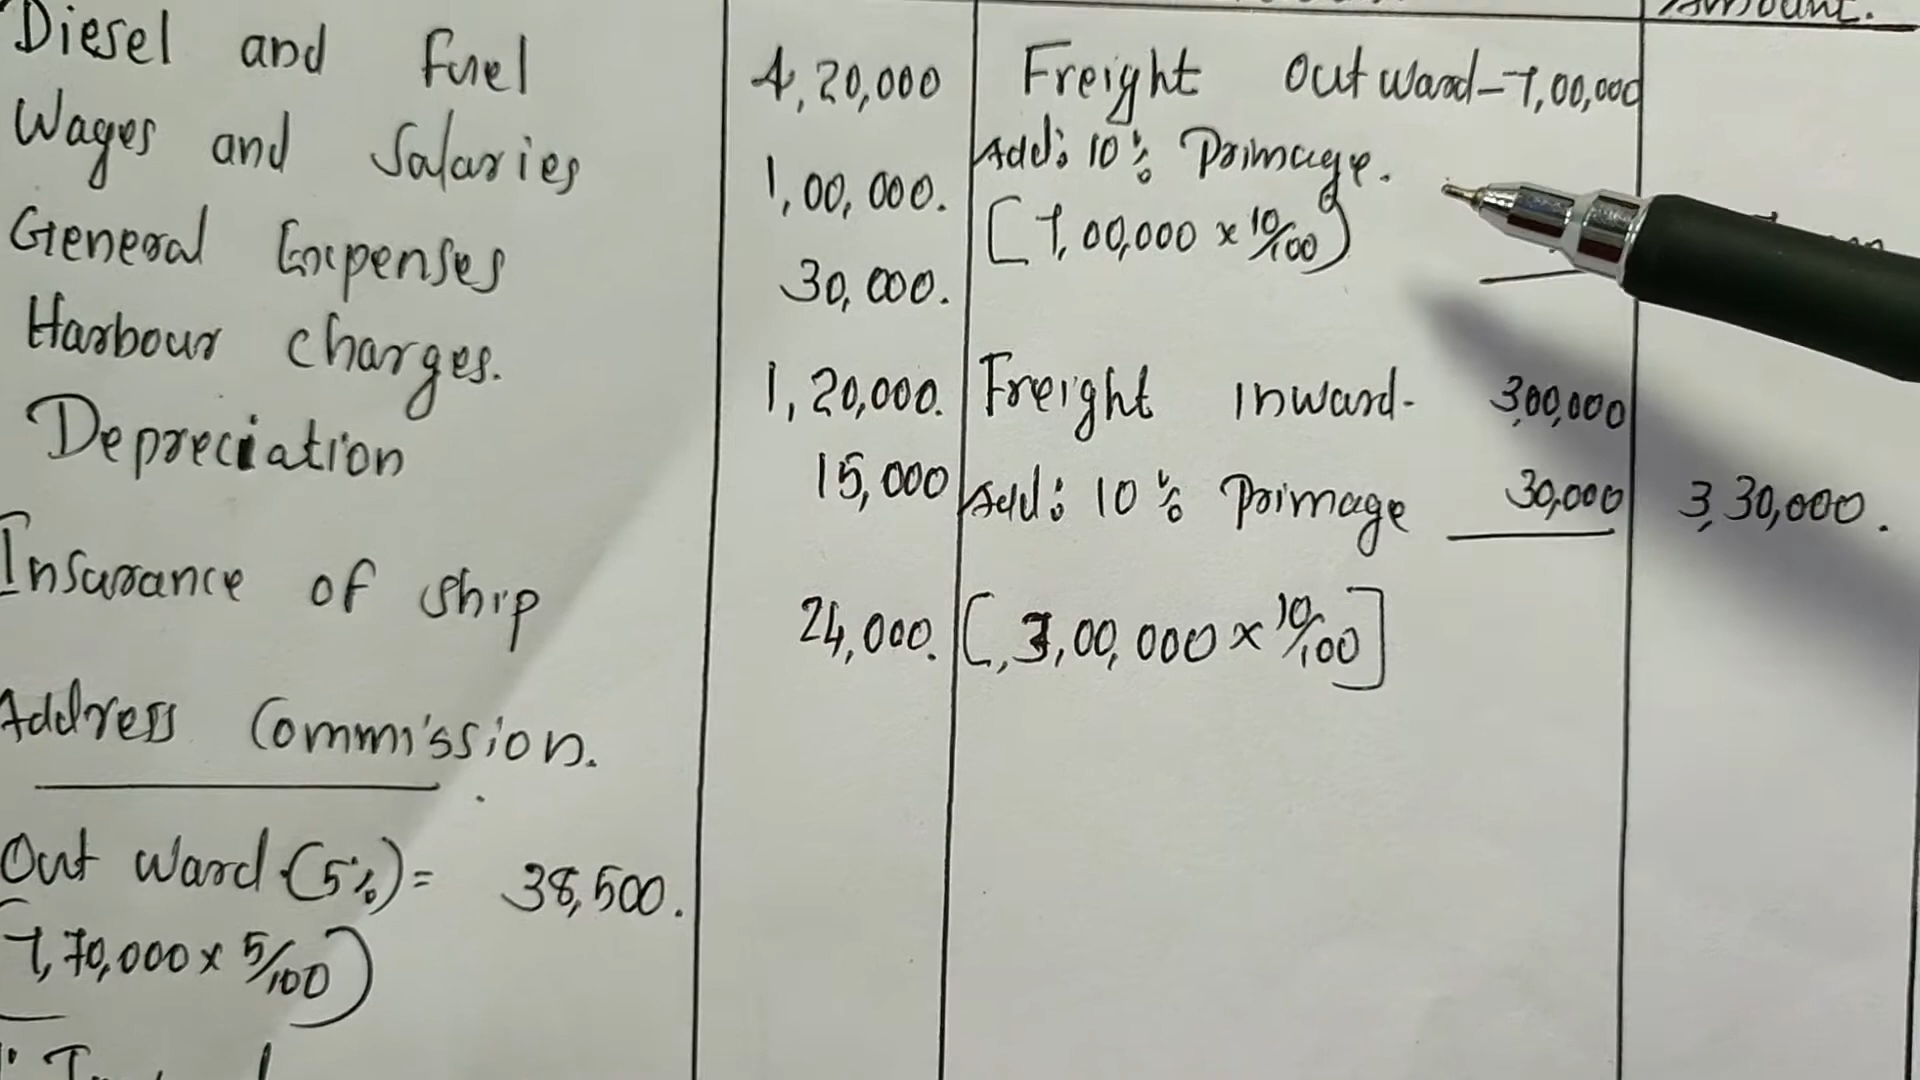 Amount.
Diesel and Fuel 4,20,000 Freight Outward - 7,00,000
Wages and Salaries 1,00,000. Add: 10% Primage.
[7,00,000 x 10/100)
General Expenses 30,000.
Harbour Charges. 1,20,000. Freight Inward - 3,00,000
Depreciation 15,000 Add: 10% Primage 30,000 3,30,000.
Insurance of Ship 24,000. [, 3,00,000 x 10/100]
Address Commission.
Out Ward (5%) = 38,500.
(7,70,000 x 5/100)